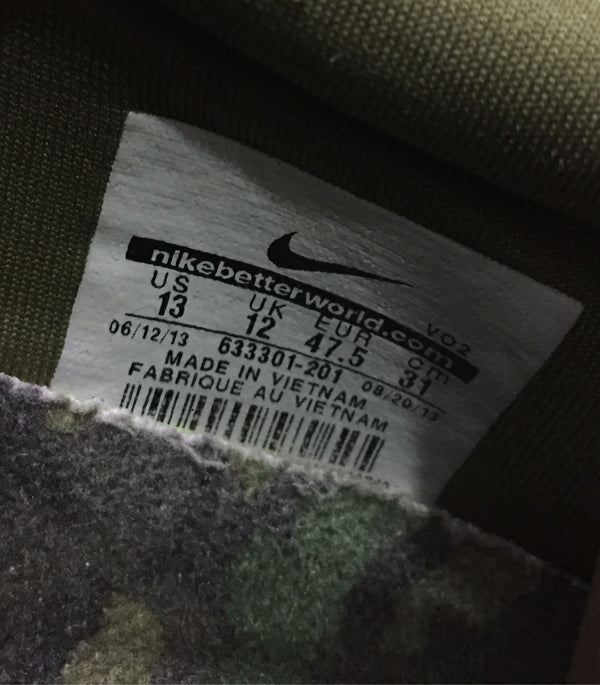 nikebetterworld.com
VO2
US UK EUR cm
13 12 47.5 31
06/12/13 633301-201 08/20/13
MADE IN VIETNAM
FABRIQUE AU VIETNAM